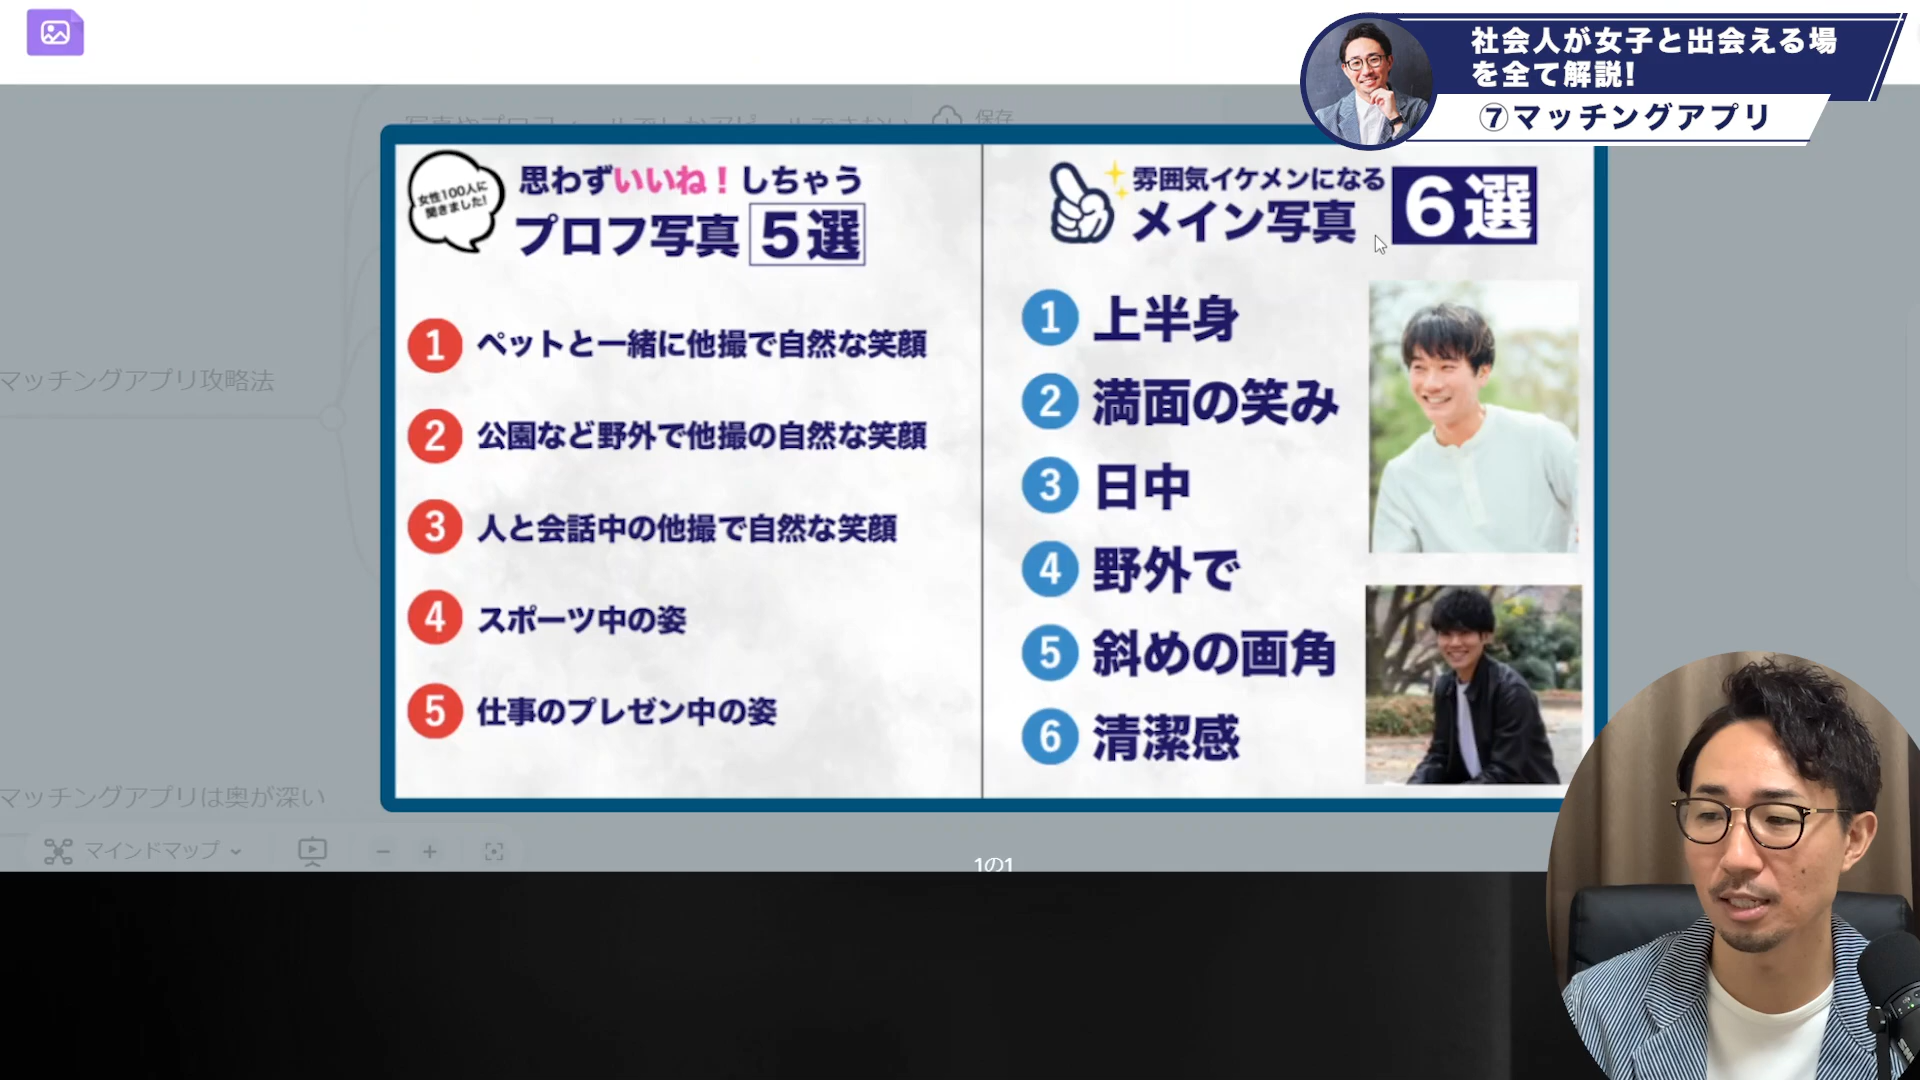 社会人が女子と出会える場
を全て解説!
⑦マッチングアプリ
保存
女性100人に
聞きました!
思わずいいね!しちゃう
プロフ写真 5選
1 ペットと一緒に他撮で自然な笑顔
2 公園など野外で他撮の自然な笑顔
3 人と会話中の他撮で自然な笑顔
4 スポーツ中の姿
5 仕事のプレゼン中の姿
雰囲気イケメンになる
メイン写真 6選
1 上半身
2 満面の笑み
3 日中
4 野外で
5 斜めの画角
6 清潔感
マッチングアプリ攻略法
マッチングアプリは奥が深い
マインドマップ
1の1